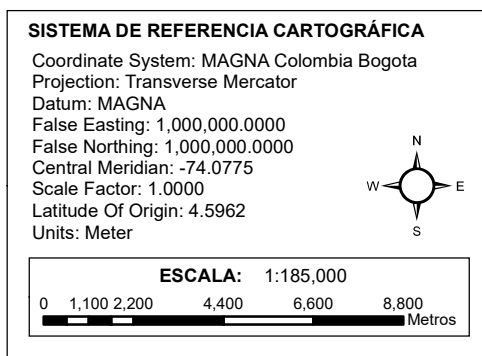 SISTEMA DE REFERENCIA CARTOGRÁFICA
Coordinate System: MAGNA Colombia Bogota
Projection: Transverse Mercator
Datum: MAGNA
False Easting: 1,000,000.0000
False Northing: 1,000,000.0000
Central Meridian: -74.0775
Scale Factor: 1.0000
Latitude Of Origin: 4.5962
Units: Meter
N
W E
S
ESCALA: 1:185,000
0 1,100 2,200 4,400 6,600 8,800
Metros